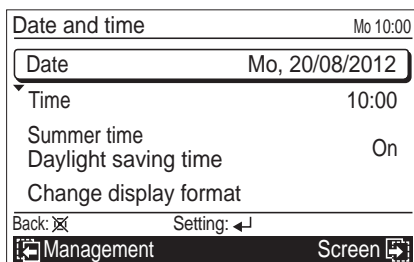 Date and time Mo 10:00
Date Mo, 20/08/2012
Time 10:00
Summer time
Daylight saving time On
Change display format
Back: Setting:
Management Screen